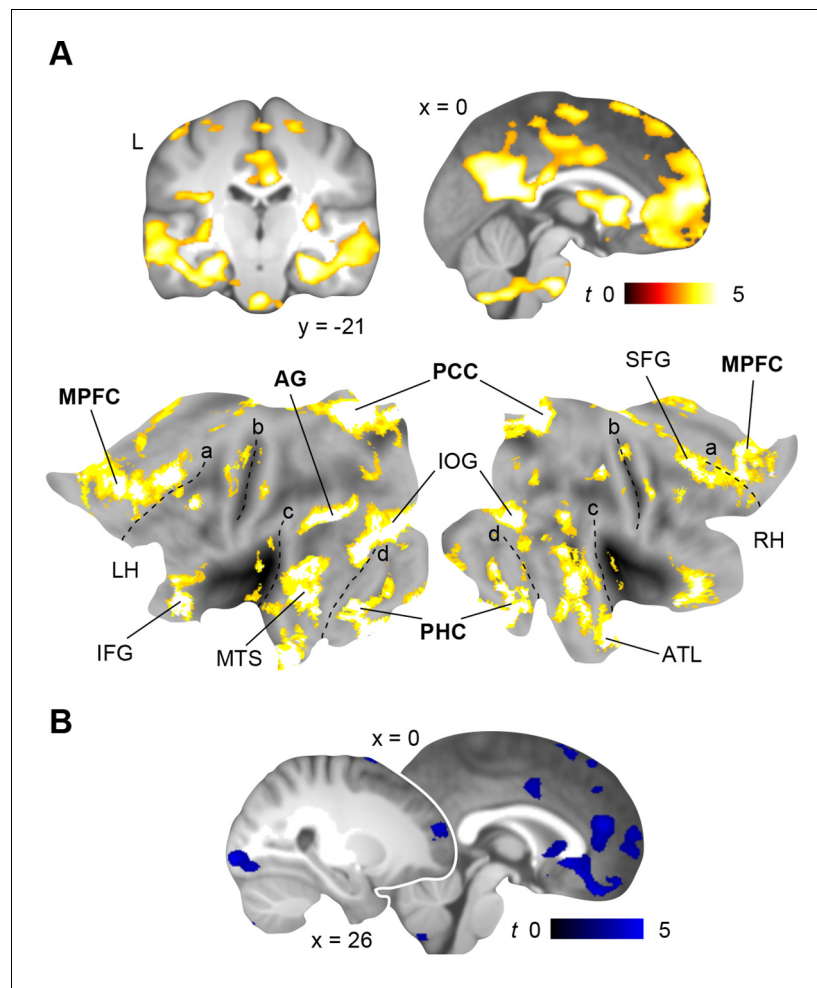 A
L
x = 0
t 0 5
y = -21
MPFC
AG
PCC
SFG
MPFC
a
b
IOG
b
a
c
d
c
d
LH
RH
IFG
MTS
PHC
ATL
B
x = 0
t 0 5
x = 26